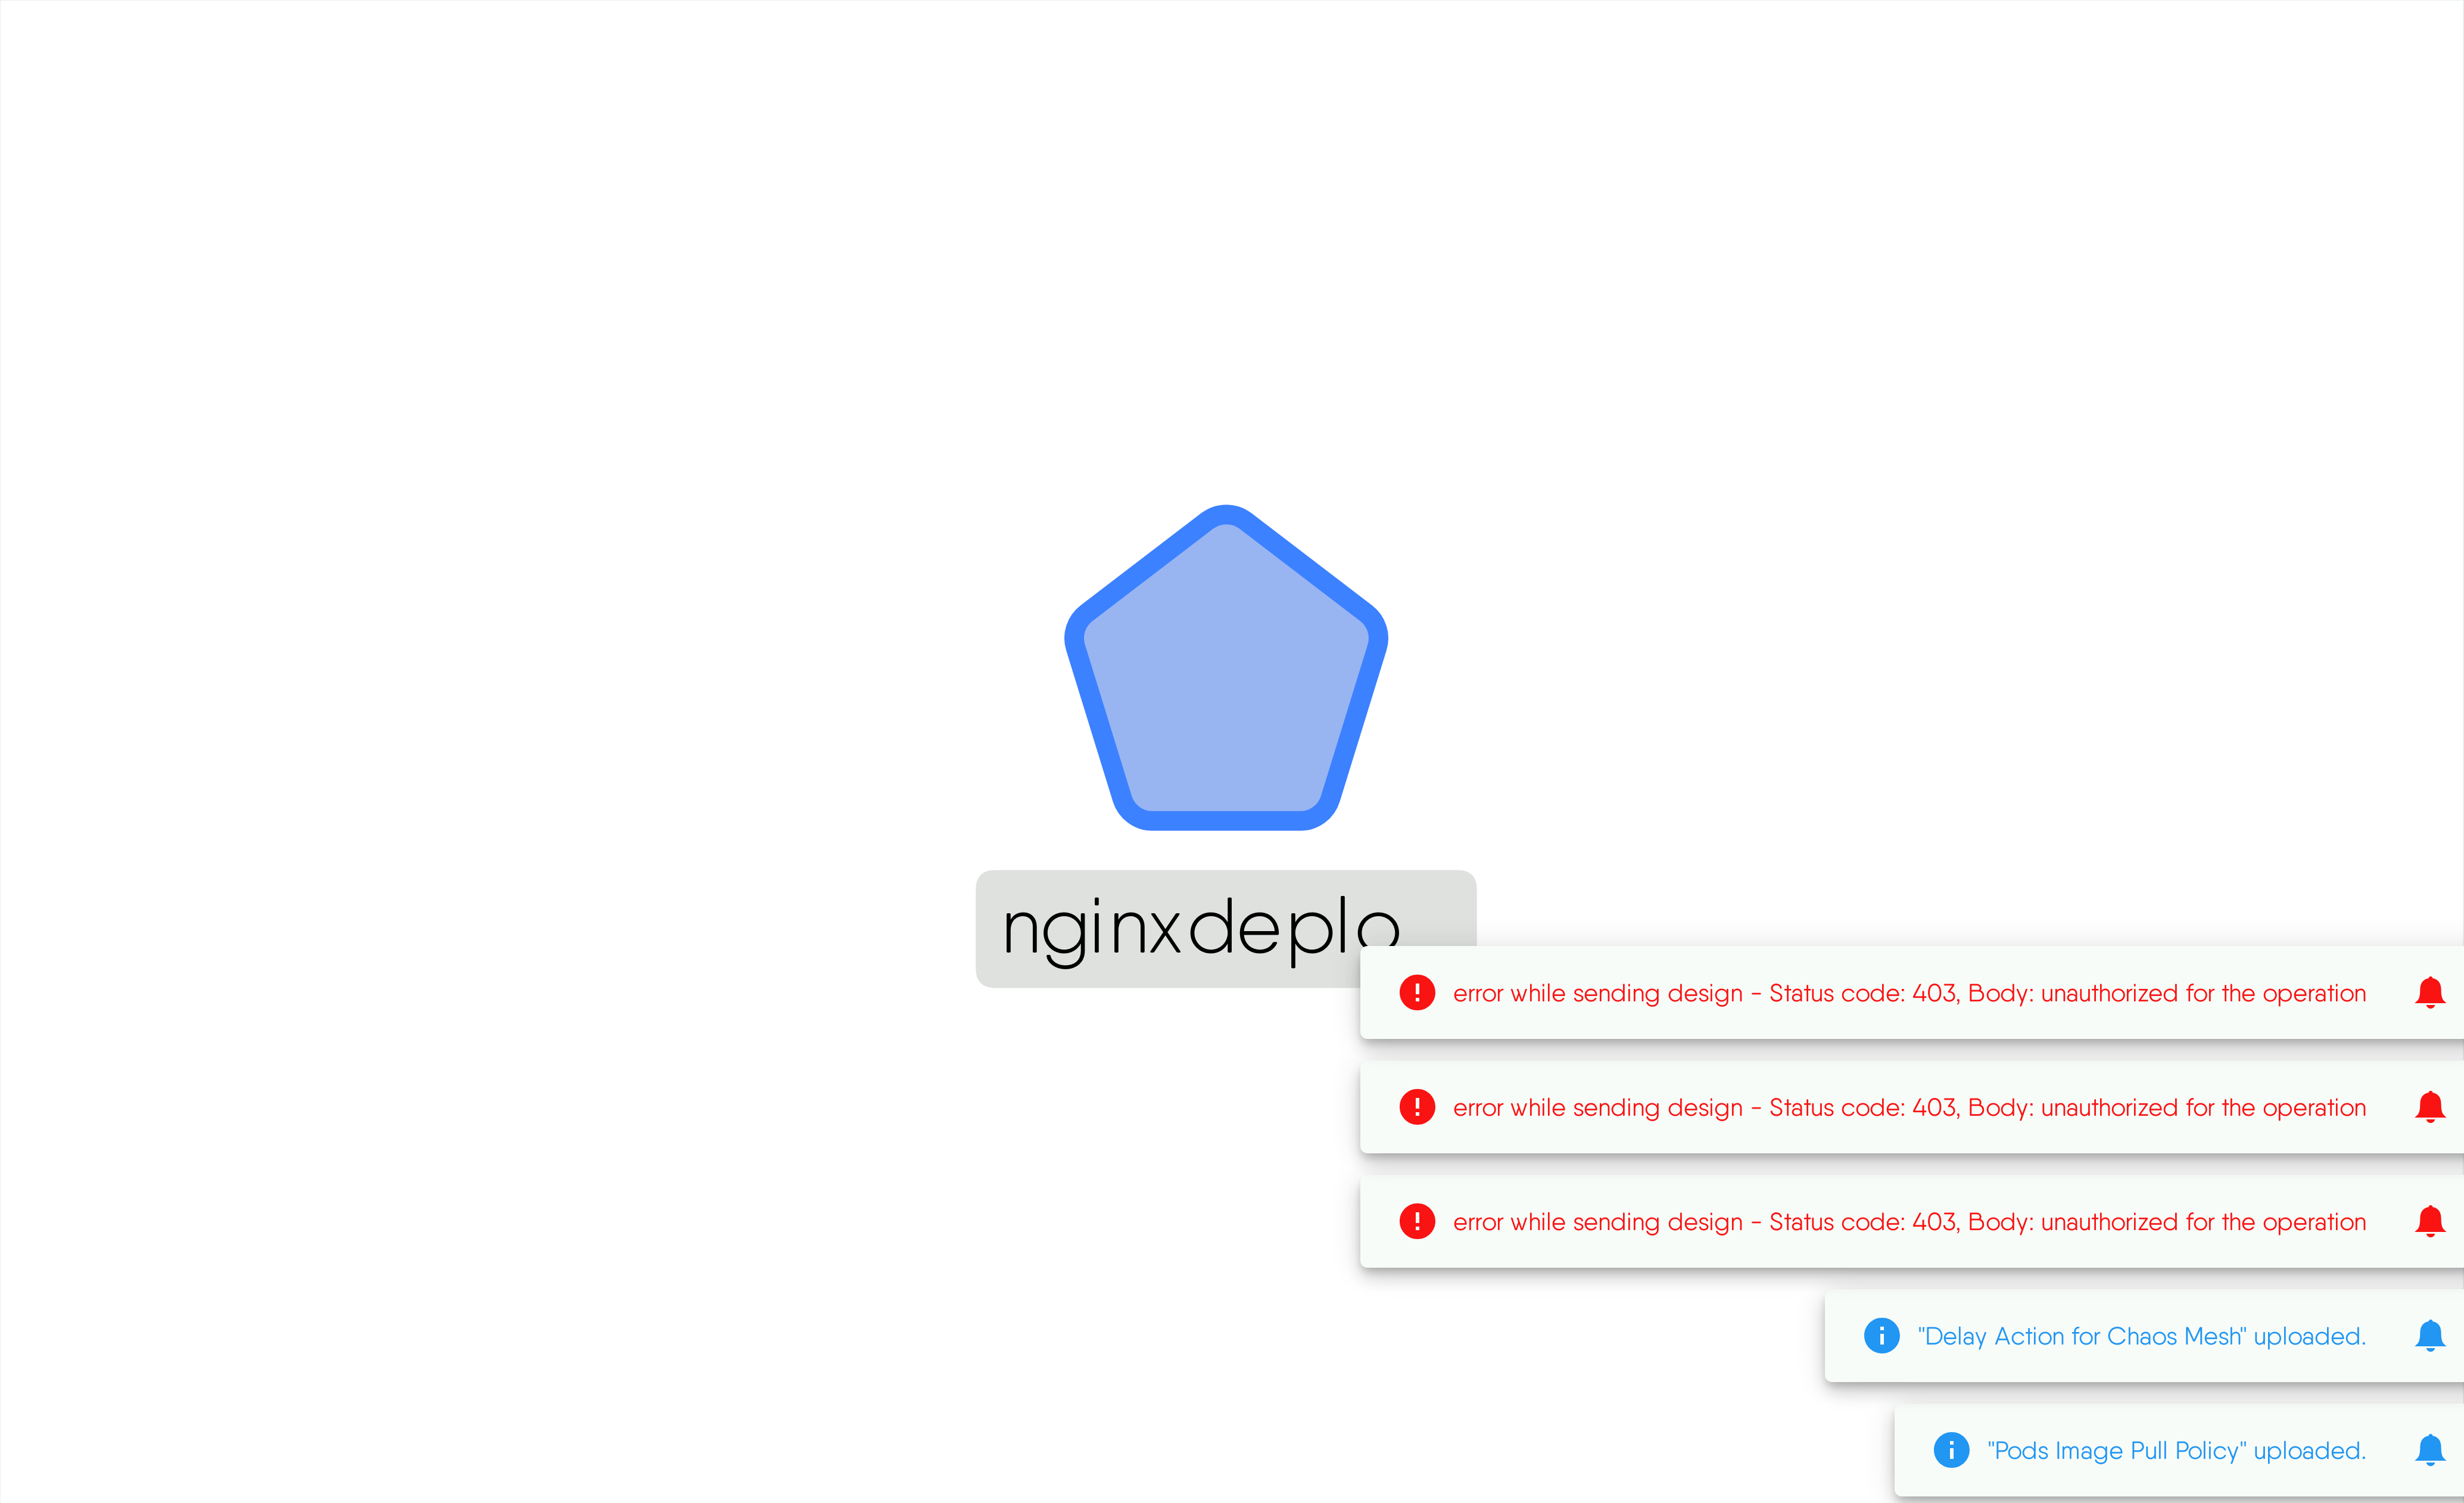 nginxdeplo
error while sending design - Status code: 403, Body: unauthorized for the operation
error while sending design - Status code: 403, Body: unauthorized for the operation
error while sending design - Status code: 403, Body: unauthorized for the operation
"Delay Action for Chaos Mesh" uploaded.
"Pods Image Pull Policy" uploaded.